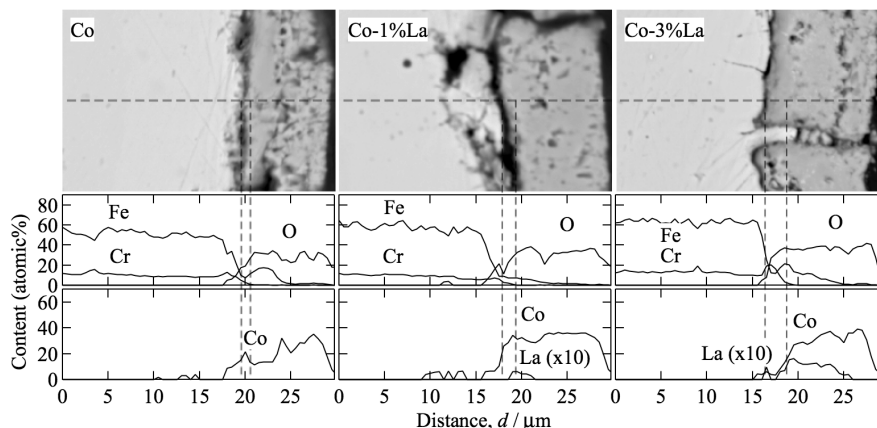 Co
Co-1%La
Co-3%La
Content (atomic%)
80
60
40
20
0
Fe
Cr
O
Fe
Cr
O
Fe
Cr
O
60
40
20
0
Co
Co
La (x10)
La (x10)
Co
0 5 10 15 20 25 0 5 10 15 20 25 0 5 10 15 20 25
Distance, d / μm